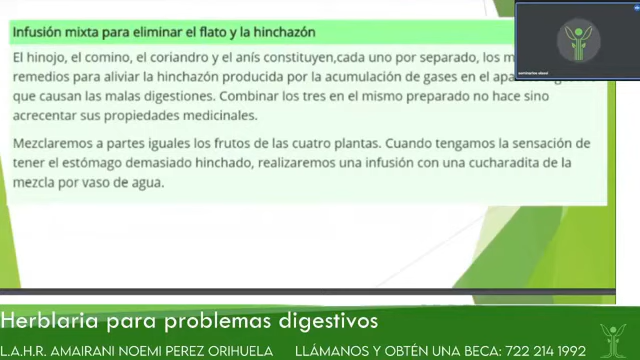 Infusión mixta para eliminar el flato y la hinchazón
El hinojo, el comino, el coriandro y el anís constituyen,cada uno por separado, los
remedios para aliviar la hinchazón producida por la acumulación de gases en el
que causan las malas digestiones. Combinar los tres en el mismo preparado no hace sino
acrecentar sus propiedades medicinales.
Mezclaremos a partes iguales los frutos de las cuatro plantas. Cuando tengamos la sensación de
tener el estómago demasiado hinchado, realizaremos una infusión con una cucharadita de la
mezcla por vaso de agua.
Herblaria para problemas digestivos
L.A.H.R. AMAIRANI NOEMI PEREZ ORIHUELA LLÁMANOS Y OBTÉN UNA BECA: 722 214 1992